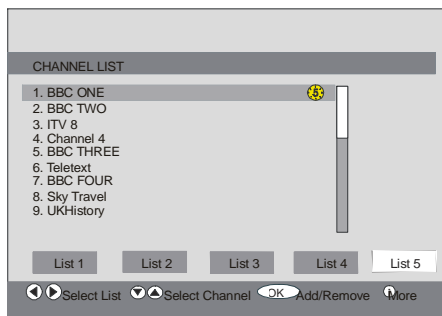 CHANNEL LIST
1. BBC ONE 5
2. BBC TWO
3. ITV 8
4. Channel 4
5. BBC THREE
6. Teletext
7. BBC FOUR
8. Sky Travel
9. UKHistory
List 1 List 2 List 3 List 4 List 5
Select List Select Channel OK Add/Remove i More